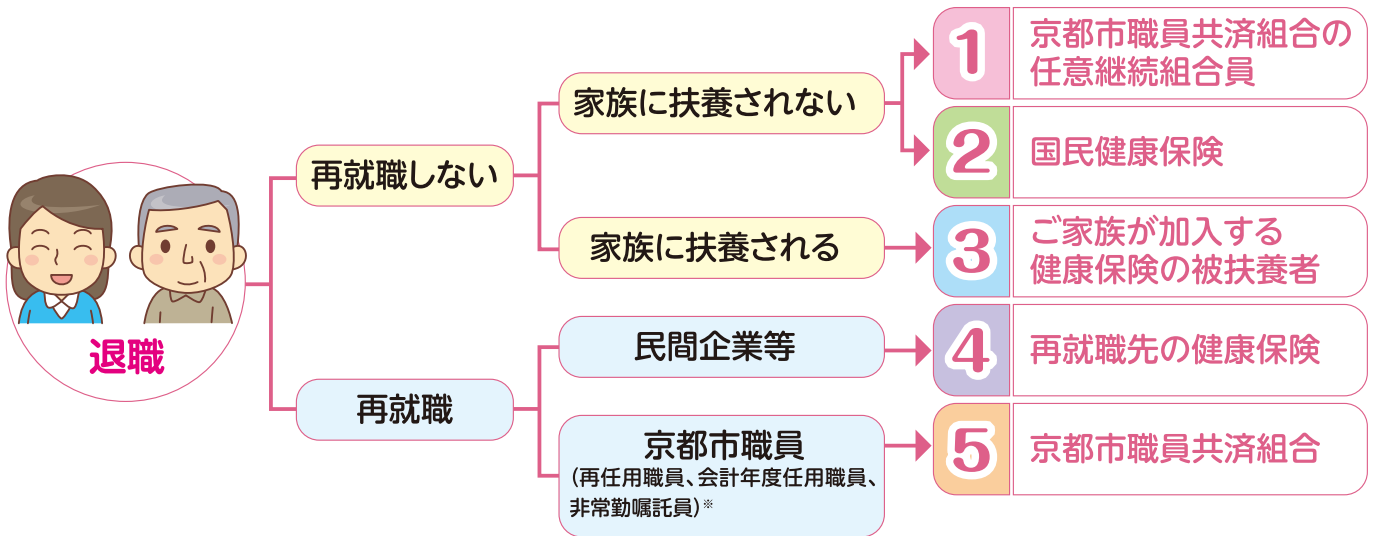 退職
再就職しない
再就職
家族に扶養されない
家族に扶養される
民間企業等
京都市職員
（再任用職員、会計年度任用職員、
非常勤嘱託員）※
1
京都市職員共済組合の
任意継続組合員
2
国民健康保険
3
ご家族が加入する
健康保険の被扶養者
4
再就職先の健康保険
5
京都市職員共済組合